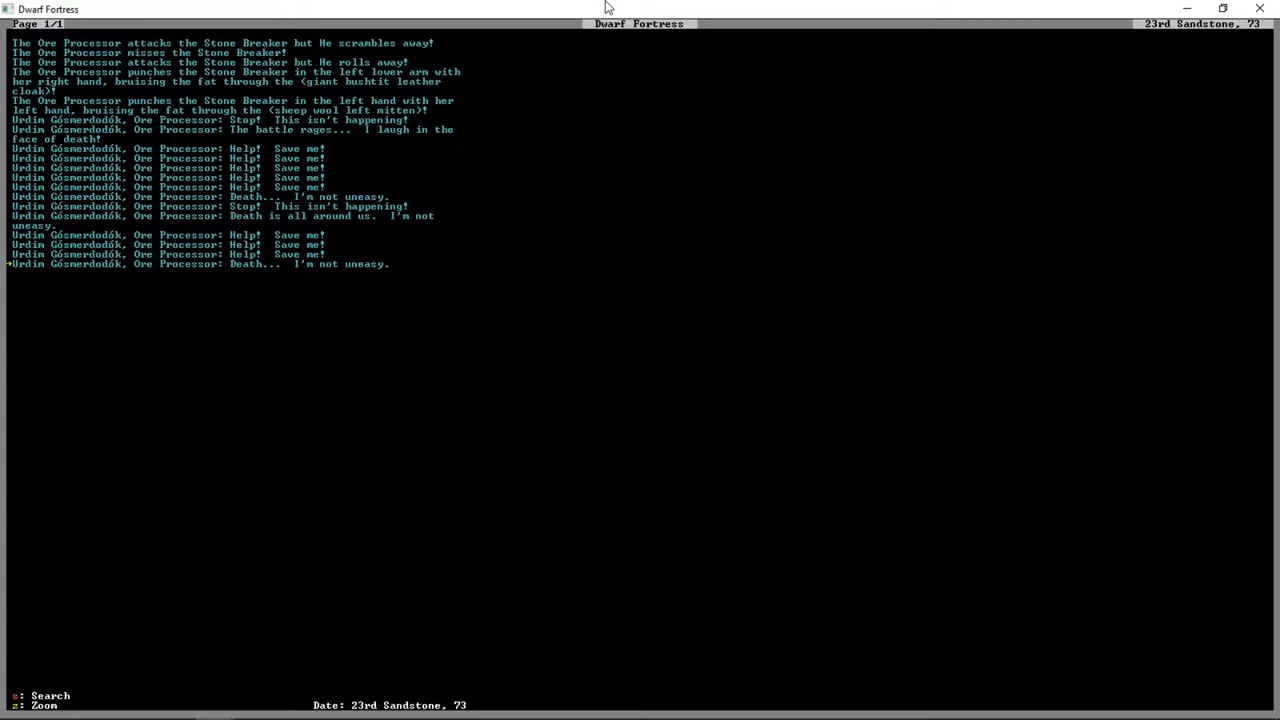 Dwarf Fortress
Page 1/1
Dwarf Fortress
23rd Sandstone, 73
The Ore Processor attacks the Stone Breaker but He scrambles away!
The Ore Processor misses the Stone Breaker!
The Ore Processor attacks the Stone Breaker but He rolls away!
The Ore Processor punches the Stone Breaker in the left lower arm with
her right hand, bruising the fat through the (giant bushtit leather
cloak)!
The Ore Processor punches the Stone Breaker in the left hand with her
left hand, bruising the fat through the (sheep wool left mitten)!
Urdim Gósmerdodók, Ore Processor: Stop!  This isn't happening!
Urdim Gósmerdodók, Ore Processor: The battle rages...  I laugh in the
face of death!
Urdim Gósmerdodók, Ore Processor: Help!  Save me!
Urdim Gósmerdodók, Ore Processor: Help!  Save me!
Urdim Gósmerdodók, Ore Processor: Help!  Save me!
Urdim Gósmerdodók, Ore Processor: Help!  Save me!
Urdim Gósmerdodók, Ore Processor: Help!  Save me!
Urdim Gósmerdodók, Ore Processor: Death...  I'm not uneasy.
Urdim Gósmerdodók, Ore Processor: Stop!  This isn't happening!
Urdim Gósmerdodók, Ore Processor: Death is all around us.  I'm not
uneasy.
Urdim Gósmerdodók, Ore Processor: Help!  Save me!
Urdim Gósmerdodók, Ore Processor: Help!  Save me!
Urdim Gósmerdodók, Ore Processor: Help!  Save me!
→Urdim Gósmerdodók, Ore Processor: Death...  I'm not uneasy.
s: Search
z: Zoom
Date: 23rd Sandstone, 73